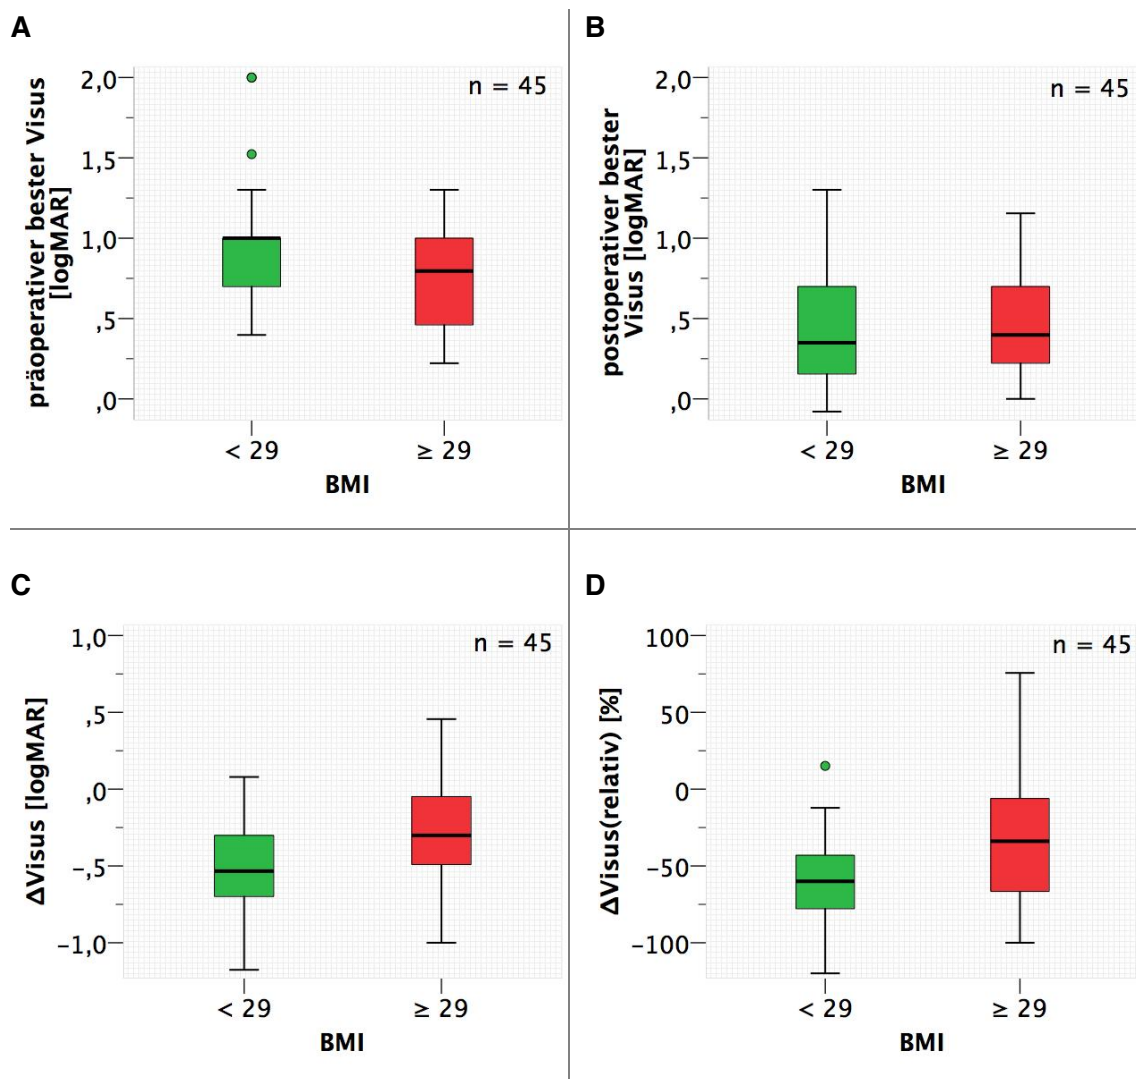 A
präoperativer bester Visus
[logMAR]
2,0
1,5
1,0
,5
,0
n = 45
< 29
≥ 29
BMI
B
postoperativer bester
Visus [logMAR]
2,0
1,5
1,0
,5
,0
n = 45
< 29
≥ 29
BMI
C
ΔVisus [logMAR]
1,0
,5
,0
−,5
−1,0
n = 45
< 29
≥ 29
BMI
D
ΔVisus(relativ) [%]
100
50
0
−50
−100
n = 45
< 29
≥ 29
BMI